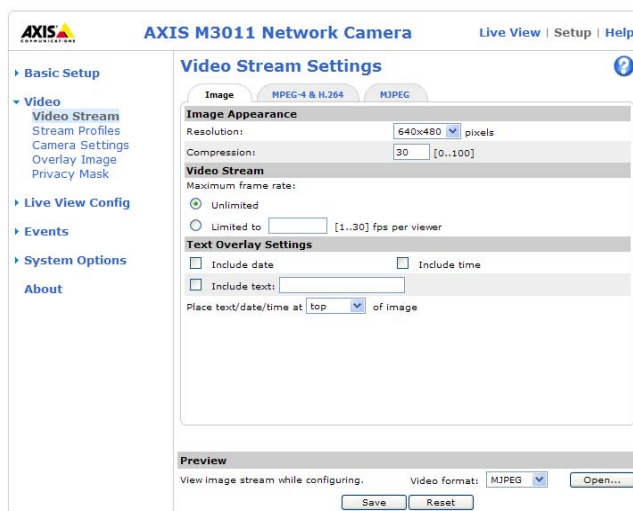 AXIS
COMMUNICATIONS
AXIS M3011 Network Camera
Live View | Setup | Help
Basic Setup
Video
Video Stream
Stream Profiles
Camera Settings
Overlay Image
Privacy Mask
Live View Config
Events
System Options
About
Video Stream Settings
?
Image
MPEG-4 & H.264
MJPEG
Image Appearance
Resolution: 640x480 pixels
Compression: 30 [0..100]
Video Stream
Maximum frame rate:
Unlimited
Limited to [1..30] fps per viewer
Text Overlay Settings
Include date Include time
Include text:
Place text/date/time at top of image
Preview
View image stream while configuring. Video format: MJPEG Open...
Save Reset